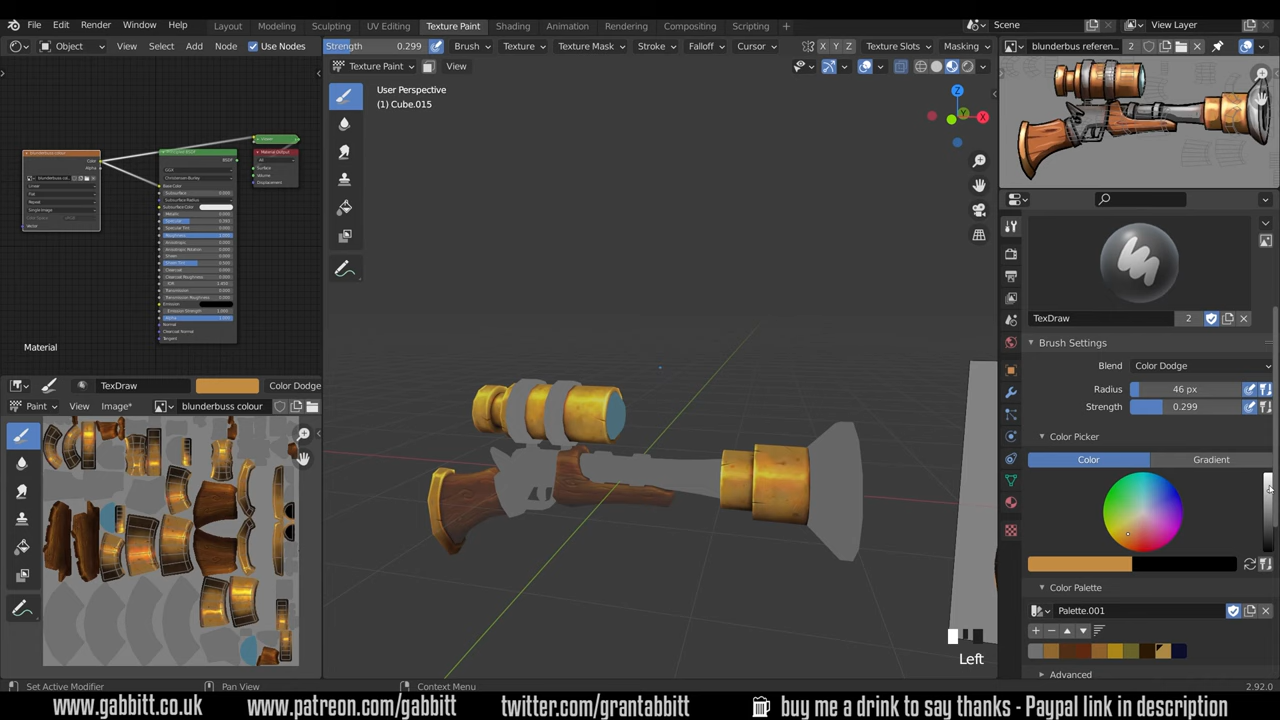 File Edit Render Window Help Layout Modeling Sculpting UV Editing Texture Paint Shading Animation Rendering Compositing Scripting + Scene View Layer
Object View Select Add Node Use Nodes Strength 0.299 Brush Texture Texture Mask Stroke Falloff Cursor X Y Z Texture Slots Masking blunderbuss referen... 2
Texture Paint View
User Perspective
(1) Cube.015
Z
Y
X
Material
TexDraw 2
Brush Settings
Blend Color Dodge
Radius 46 px
Strength 0.299
Color Picker
Color Gradient
Color Palette
Palette.001
Advanced
TexDraw Color Dodge
Paint View Image* blunderbuss colour
Left
Set Active Modifier Pan View Context Menu 2.92.0
www.gabbitt.co.uk www.patreon.com/gabbitt twitter.com/grantabbitt buy me a drink to say thanks - Paypal link in description